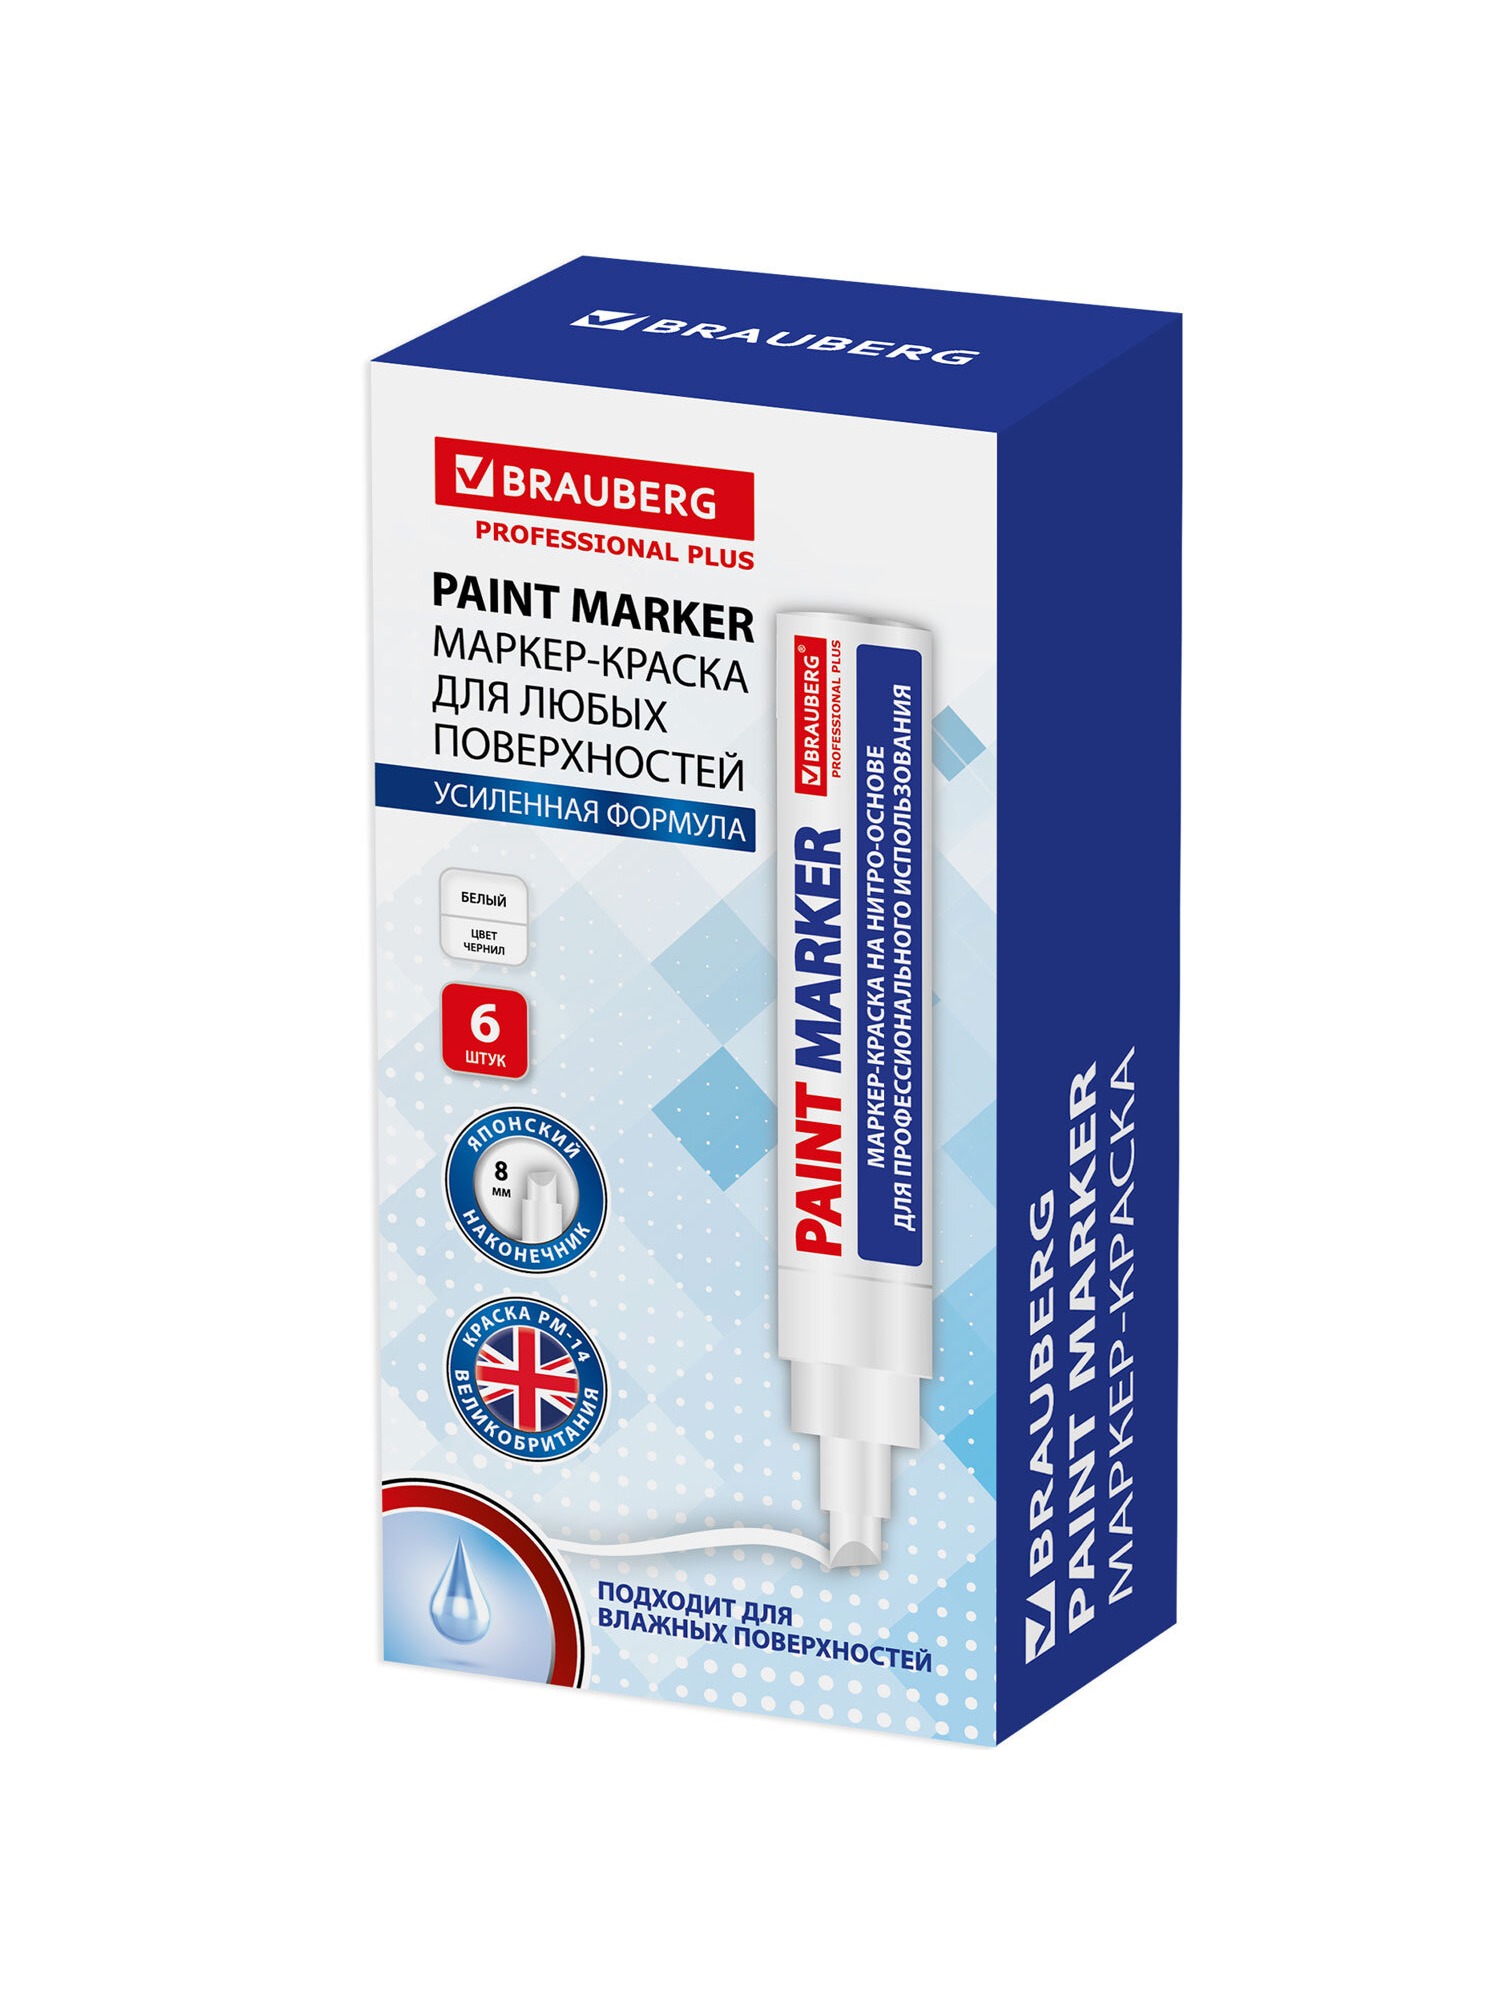 BRAUBERG
BRAUBERG
PROFESSIONAL PLUS
PAINT MARKER
МАРКЕР-КРАСКА
ДЛЯ ЛЮБЫХ
ПОВЕРХНОСТЕЙ
УСИЛЕННАЯ ФОРМУЛА
БЕЛЫЙ
ЦВЕТ
ЧЕРНИЛ
6
ШТУК
ЯПОНСКИЙ
8
ММ
НАКОНЕЧНИК
КРАСКА PM-14
ВЕЛИКОБРИТАНИЯ
BRAUBERG®
PROFESSIONAL PLUS
PAINT MARKER
МАРКЕР-КРАСКА НА НИТРО-ОСНОВЕ
ДЛЯ ПРОФЕССИОНАЛЬНОГО ИСПОЛЬЗОВАНИЯ
ПОДХОДИТ ДЛЯ
ВЛАЖНЫХ ПОВЕРХНОСТЕЙ
BRAUBERG
PAINT MARKER
МАРКЕР-КРАСКА